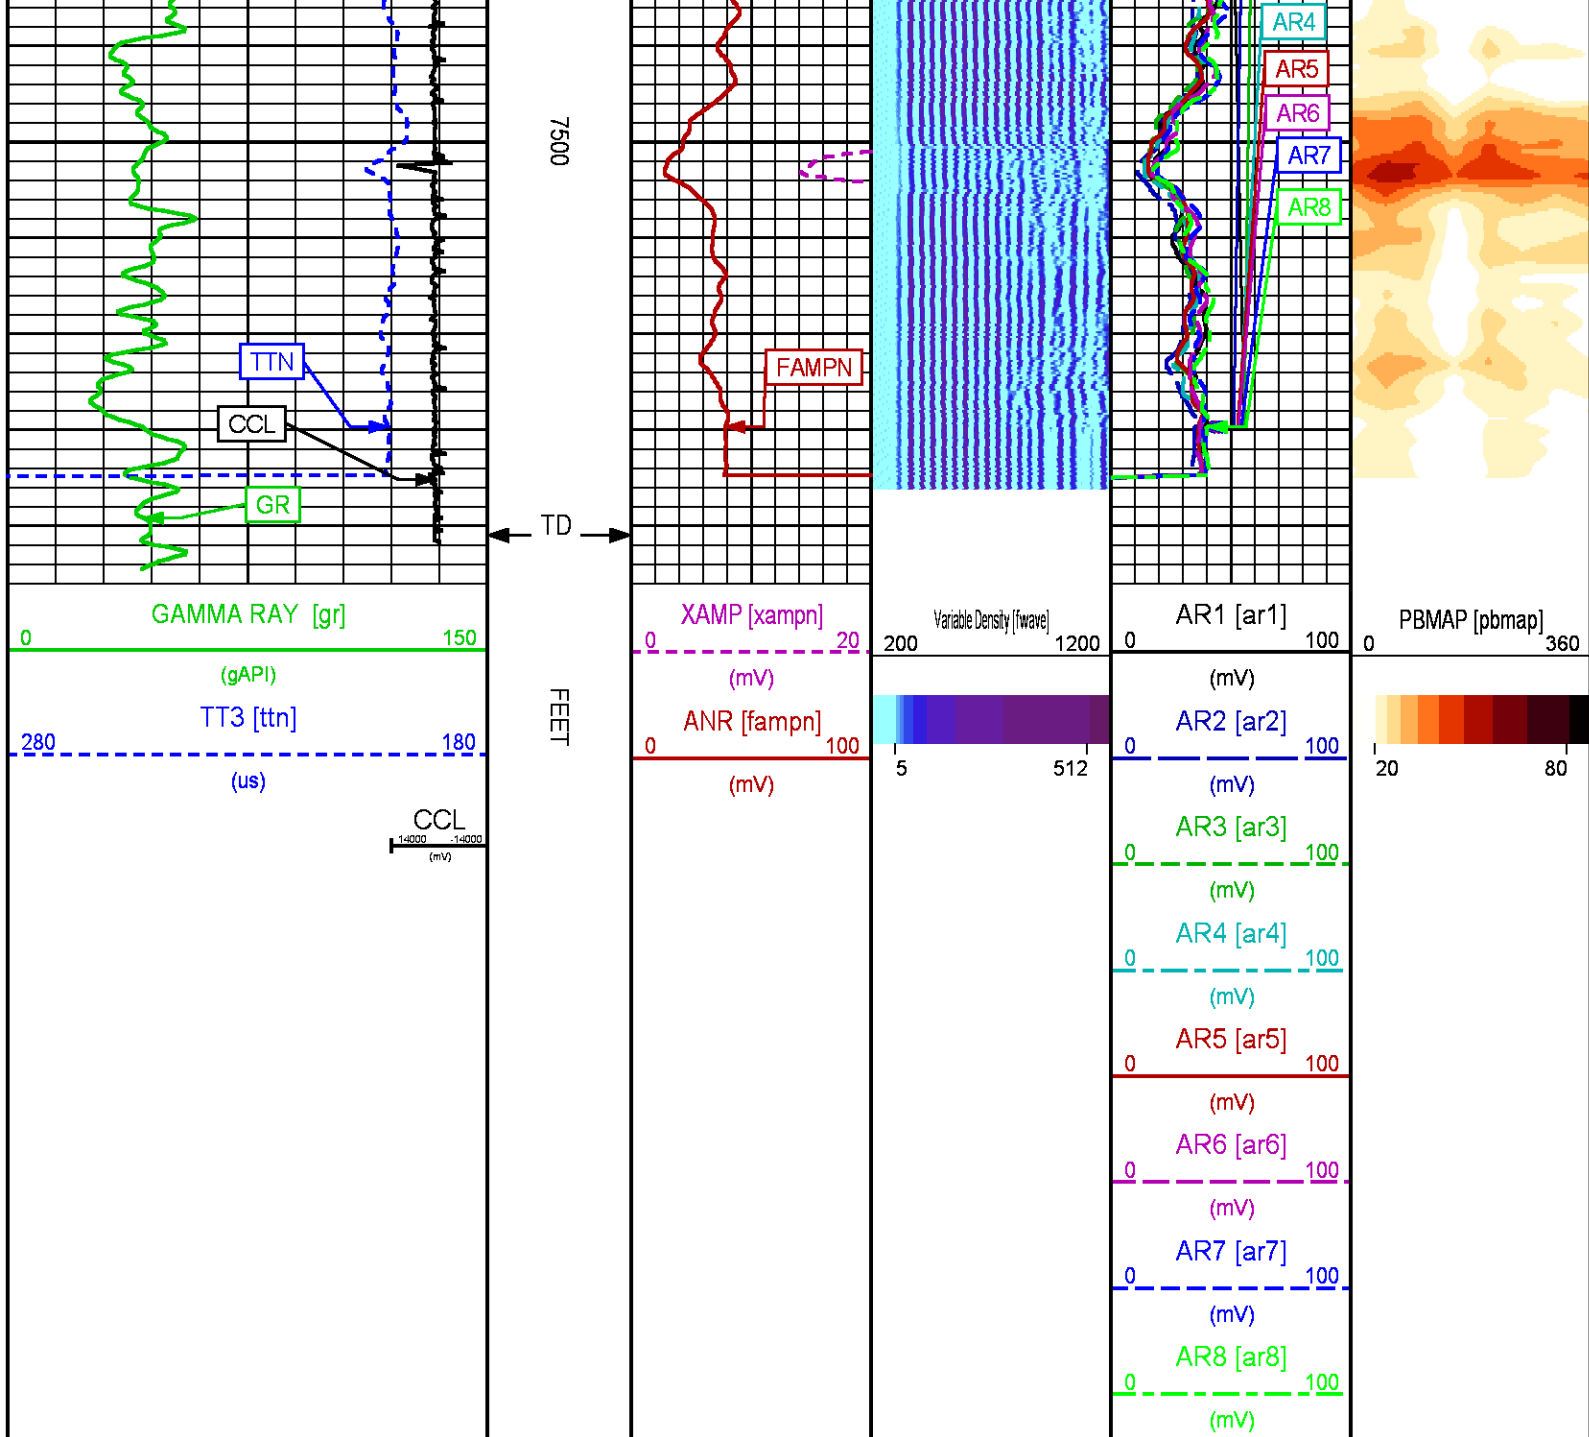 AR4
AR5
AR6
AR7
AR8
7500
TTN
FAMPN
CCL
GR
TD
GAMMA RAY [gr]
0 150
(gAPI)
TT3 [ttn]
280 180
(us)
CCL
14000 -14000
(mV)
FEET
XAMP [xampn]
0 20
(mV)
ANR [fampn]
0 100
(mV)
Variable Density [fwave]
200 1200
5 512
AR1 [ar1]
0 100
(mV)
AR2 [ar2]
0 100
(mV)
AR3 [ar3]
0 100
(mV)
AR4 [ar4]
0 100
(mV)
AR5 [ar5]
0 100
(mV)
AR6 [ar6]
0 100
(mV)
AR7 [ar7]
0 100
(mV)
AR8 [ar8]
0 100
(mV)
PBMAP [pbmap]
0 360
20 80